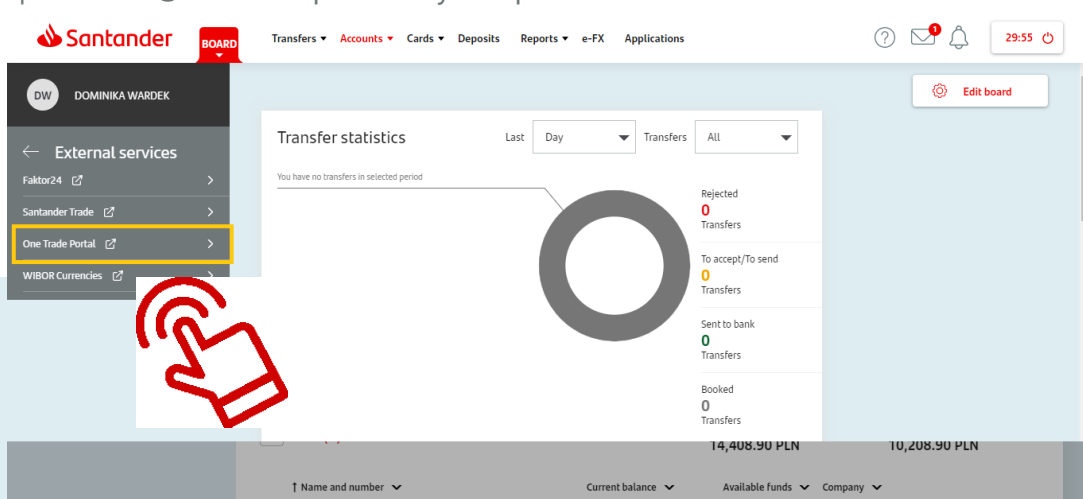 Santander
BOARD
Transfers
Accounts
Cards
Deposits
Reports
e-FX
Applications
1
29:55
DW
DOMINIKA WARDEK
Edit board
External services
Faktor24
Santander Trade
One Trade Portal
WIBOR Currencies
Transfer statistics
Last
Day
Transfers
All
You have no transfers in selected period
Rejected
0
Transfers
To accept/To send
0
Transfers
Sent to bank
0
Transfers
Booked
0
Transfers
14,408.90 PLN
10,208.90 PLN
Name and number
Current balance
Available funds
Company